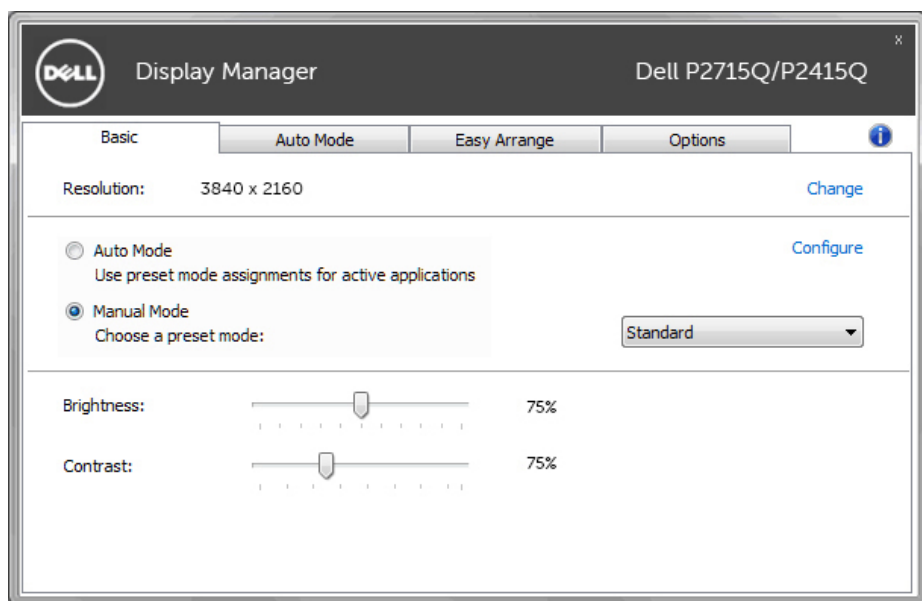 DELL
Display Manager
Dell P2715Q/P2415Q
x
Basic
Auto Mode
Easy Arrange
Options
i
Resolution:
3840 x 2160
Change
Auto Mode
Configure
Use preset mode assignments for active applications
Manual Mode
Choose a preset mode:
Standard
Brightness:
75%
Contrast:
75%